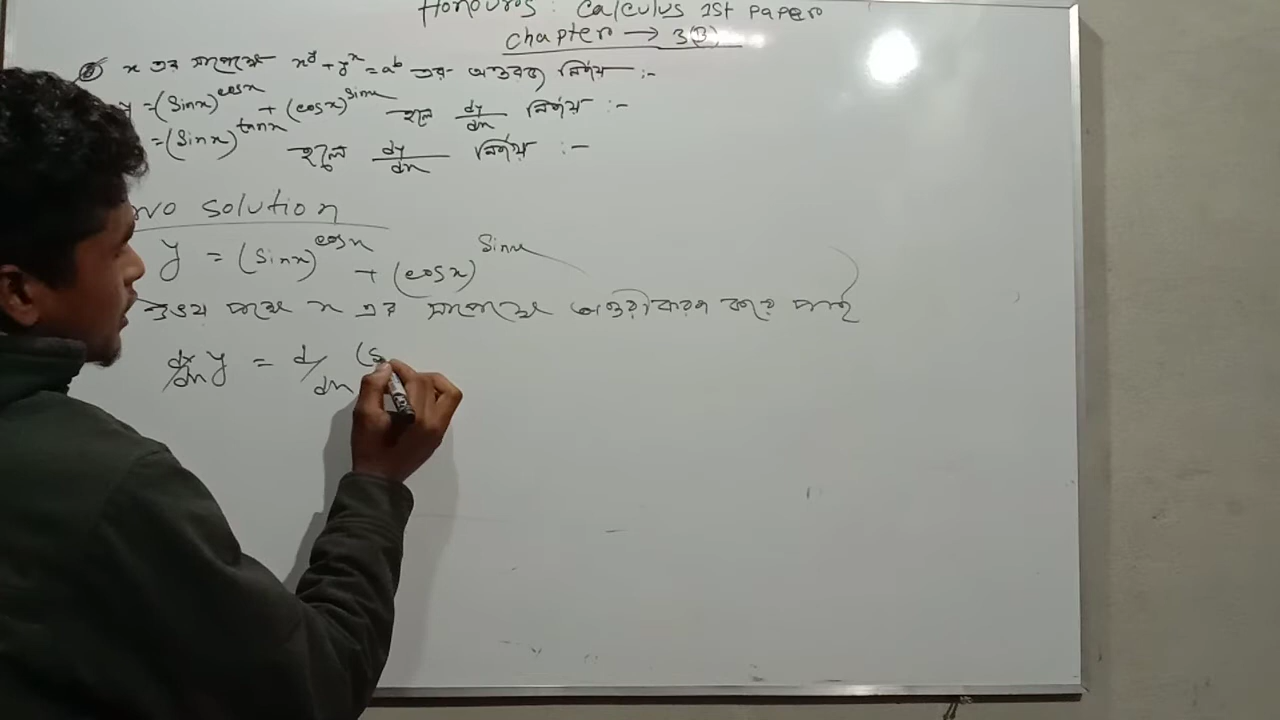 Honours: Calculus 1st paper
Chapter → 3(B)
x এর সাপেক্ষে x^y + y^x = a^b এর অন্তরজ নির্ণয় :-
y = (sinx)^cosx + (cosx)^sinx হলে dy/dx নির্ণয় :-
= (sinx)^tanx হলে dy/dx নির্ণয় :-
No solution
y = (sinx)^cosx + (cosx)^sinx
উভয় পক্ষে x এর সাপেক্ষে অন্তরীকরণ করে পাই
d/dx y = d/dx (s